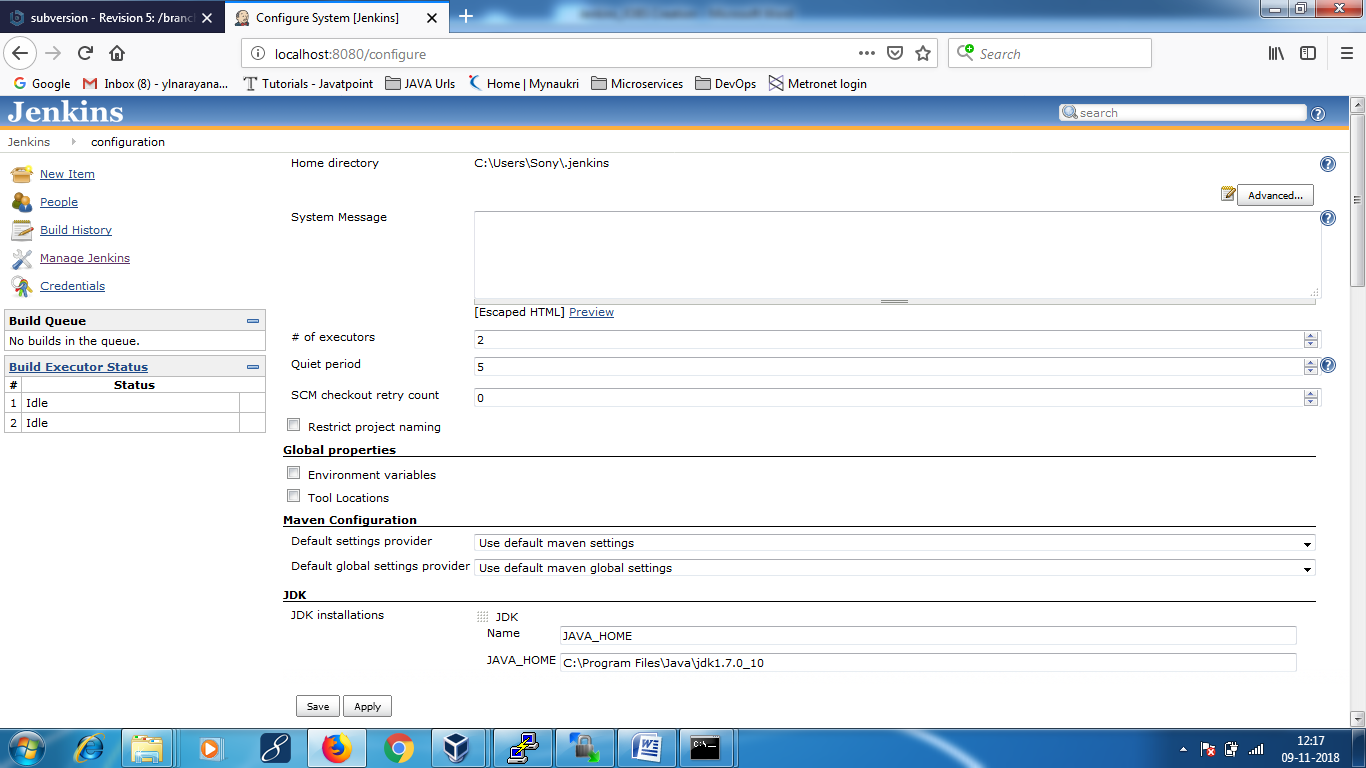 subversion - Revision 5: /branc
Configure System [Jenkins]
localhost:8080/configure
Search
Google
Inbox (8) - ylnarayana...
Tutorials - Javatpoint
JAVA Urls
Home | Mynaukri
Microservices
DevOps
Metronet login
Jenkins
search
Jenkins
configuration
New Item
People
Build History
Manage Jenkins
Credentials
Build Queue
No builds in the queue.
Build Executor Status
# Status
1 Idle
2 Idle
Home directory C:\Users\Sony\.jenkins
Advanced...
System Message
[Escaped HTML] Preview
# of executors 2
Quiet period 5
SCM checkout retry count 0
Restrict project naming
Global properties
Environment variables
Tool Locations
Maven Configuration
Default settings provider Use default maven settings
Default global settings provider Use default maven global settings
JDK
JDK installations JDK
Name JAVA_HOME
JAVA_HOME C:\Program Files\Java\jdk1.7.0_10
Save Apply
12:17
09-11-2018